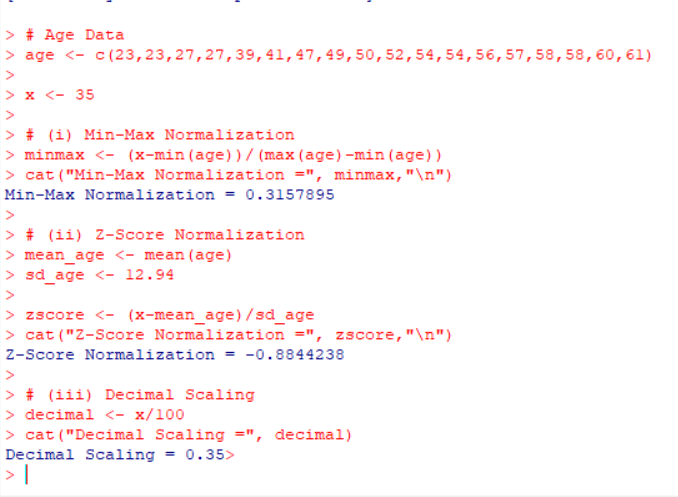 > # Age Data
> age <- c(23,23,27,27,39,41,47,49,50,52,54,54,56,57,58,58,60,61)
>
> x <- 35
>
> # (i) Min-Max Normalization
> minmax <- (x-min(age))/(max(age)-min(age))
> cat("Min-Max Normalization =", minmax,"\n")
Min-Max Normalization = 0.3157895
>
> # (ii) Z-Score Normalization
> mean_age <- mean(age)
> sd_age <- 12.94
>
> zscore <- (x-mean_age)/sd_age
> cat("Z-Score Normalization =", zscore,"\n")
Z-Score Normalization = -0.8844238
>
> # (iii) Decimal Scaling
> decimal <- x/100
> cat("Decimal Scaling =", decimal)
Decimal Scaling = 0.35>
>